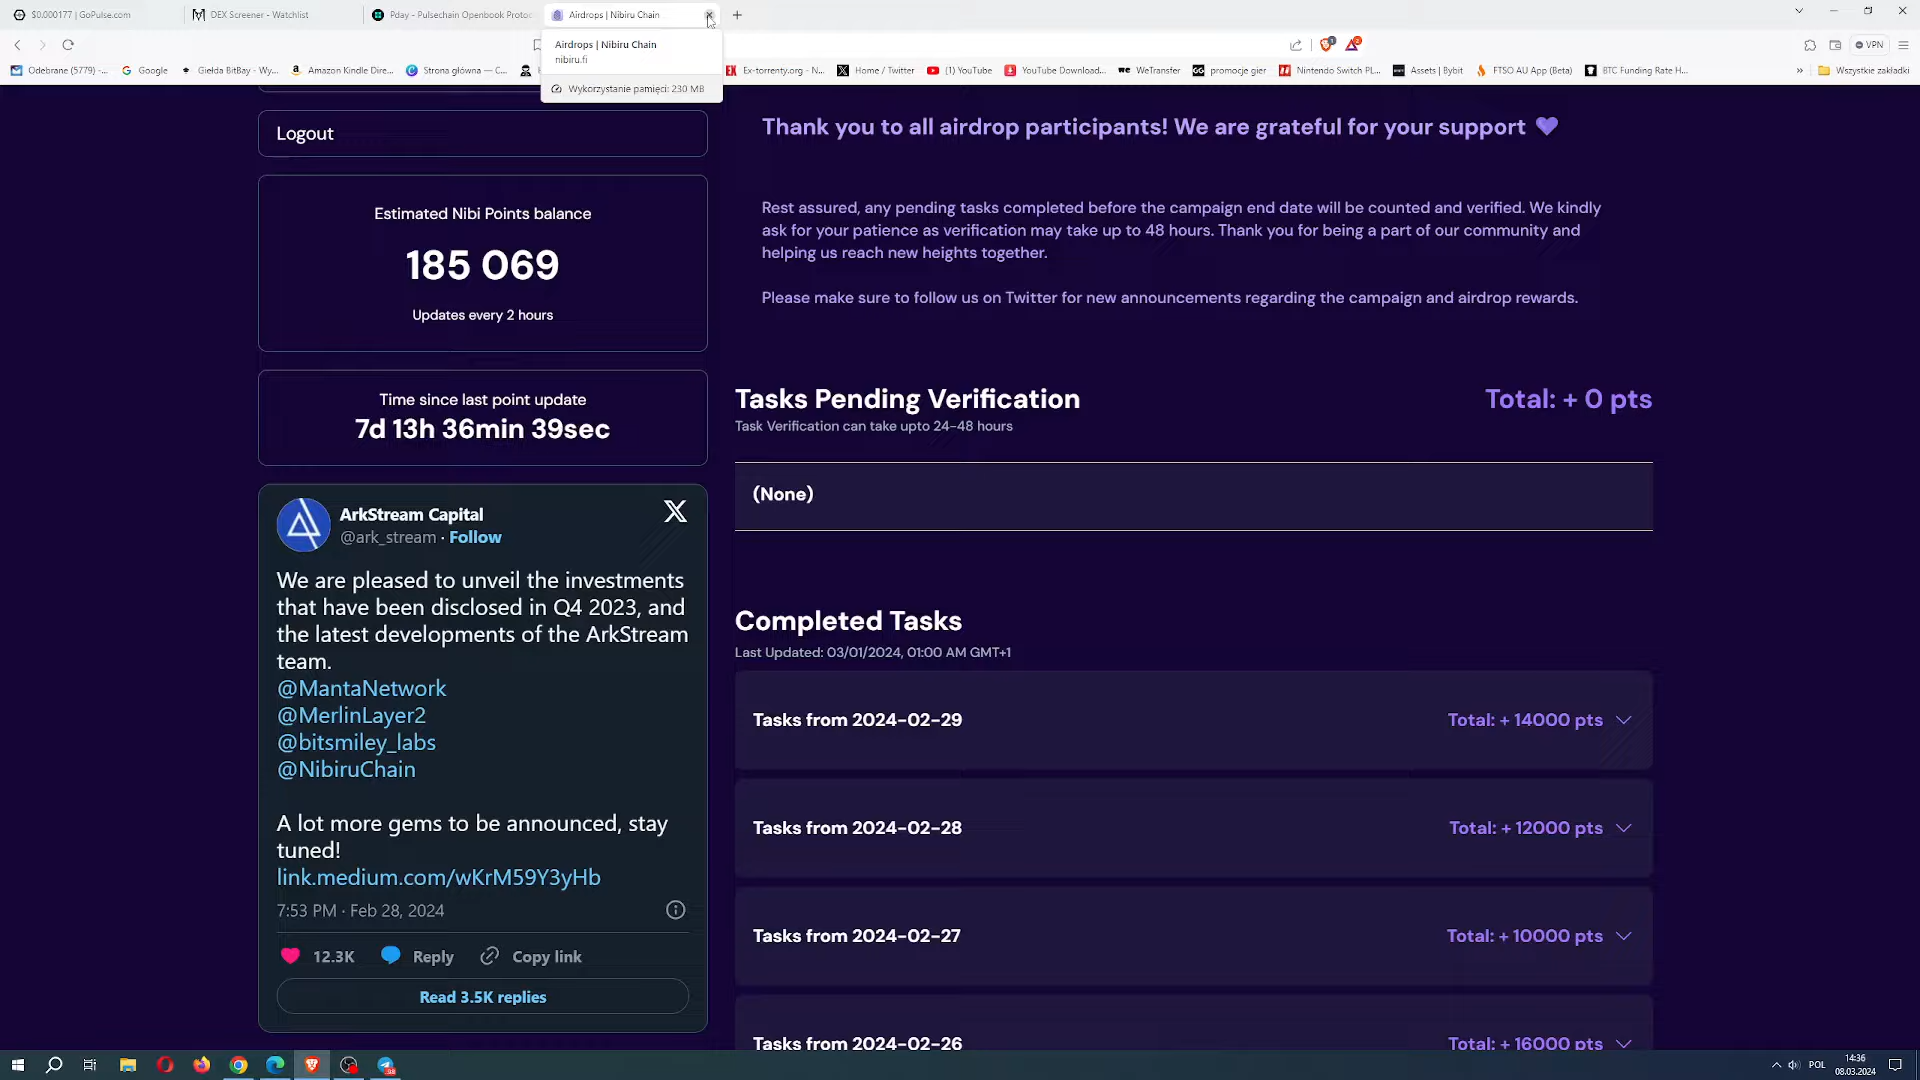 $0.000177 | GoPulse.com
DEX Screener - Watchlist
Pday - Pulsechain Openbook Proto
Airdrops | Nibiru Chain
Airdrops | Nibiru Chain
nibiru.fi
Wykorzystanie pamięci: 230 MB
VPN
Odebrane (5779) -...
Google
Giełda BitBay - Wy...
Amazon Kindle Dire...
Strona główna — C...
Ex-torrenty.org - N...
Home / Twitter
(1) YouTube
YouTube Download...
WeTransfer
promocje gier
Nintendo Switch PL...
Assets | Bybit
FTSO AU App (Beta)
BTC Funding Rate H...
»
Wszystkie zakładki
Logout
Estimated Nibi Points balance
185 069
Updates every 2 hours
Time since last point update
7d 13h 36min 39sec
ArkStream Capital
@ark_stream · Follow
We are pleased to unveil the investments
that have been disclosed in Q4 2023, and
the latest developments of the ArkStream
team.
@MantaNetwork
@MerlinLayer2
@bitsmiley_labs
@NibiruChain
A lot more gems to be announced, stay
tuned!
link.medium.com/wKrM59Y3yHb
7:53 PM · Feb 28, 2024
12.3K Reply Copy link
Read 3.5K replies
Thank you to all airdrop participants! We are grateful for your support 💜
Rest assured, any pending tasks completed before the campaign end date will be counted and verified. We kindly
ask for your patience as verification may take up to 48 hours. Thank you for being a part of our community and
helping us reach new heights together.
Please make sure to follow us on Twitter for new announcements regarding the campaign and airdrop rewards.
Tasks Pending Verification Total: + 0 pts
Task Verification can take upto 24-48 hours
(None)
Completed Tasks
Last Updated: 03/01/2024, 01:00 AM GMT+1
Tasks from 2024-02-29 Total: + 14000 pts
Tasks from 2024-02-28 Total: + 12000 pts
Tasks from 2024-02-27 Total: + 10000 pts
Tasks from 2024-02-26 Total: + 16000 pts
POL
14:36
08.03.2024